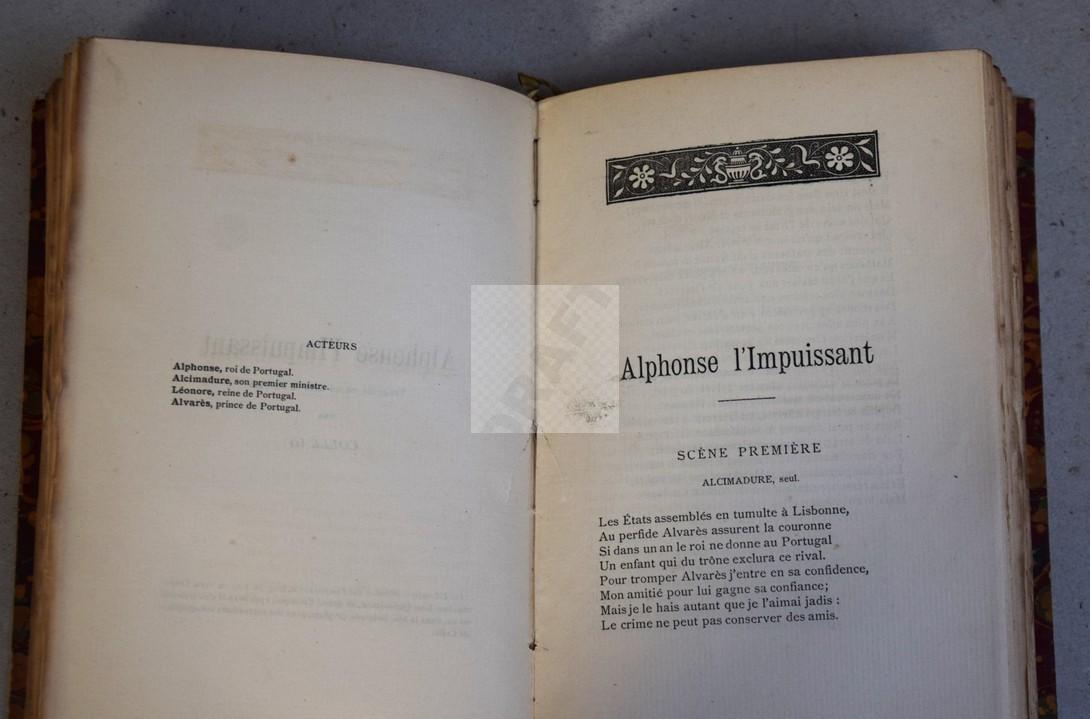 ACTEURS
Alphonse, roi de Portugal.
Alcimadure, son premier ministre.
Léonore, reine de Portugal.
Alvarès, prince de Portugal.
DRAFT
Alphonse l'Impuissant
SCÈNE PREMIÈRE
ALCIMADURE, seul.
Les États assemblés en tumulte à Lisbonne,
Au perfide Alvarès assurent la couronne
Si dans un an le roi ne donne au Portugal
Un enfant qui du trône exclura ce rival.
Pour tromper Alvarès j'entre en sa confidence,
Mon amitié pour lui gagne sa confiance;
Mais je le hais autant que je l'aimai jadis :
Le crime ne peut pas conserver des amis.